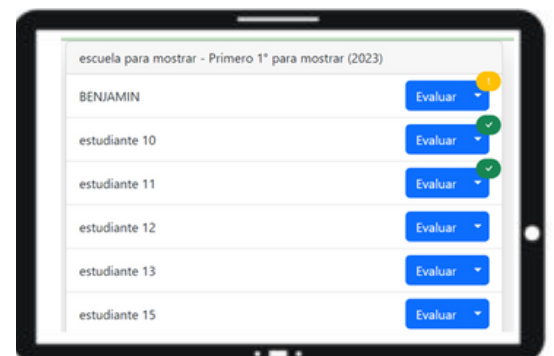 escuela para mostrar - Primero 1° para mostrar (2023)
BENJAMIN Evaluar !
estudiante 10 Evaluar
estudiante 11 Evaluar
estudiante 12 Evaluar
estudiante 13 Evaluar
estudiante 15 Evaluar